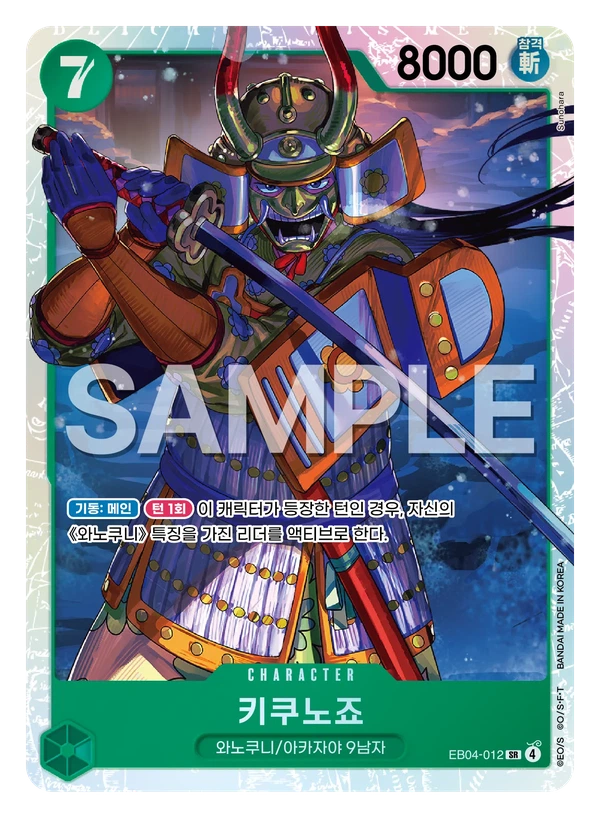 7
8000
참격
斬
Sunohara
SAMPLE
기동: 메인 턴 1회 이 캐릭터가 등장한 턴인 경우, 자신의
《와노쿠니》 특징을 가진 리더를 액티브로 한다.
CHARACTER
키쿠노죠
와노쿠니/아카자야 9남자
EB04-012 SR 4
©E.O/S ©O/S·F·T BANDAI MADE IN KOREA